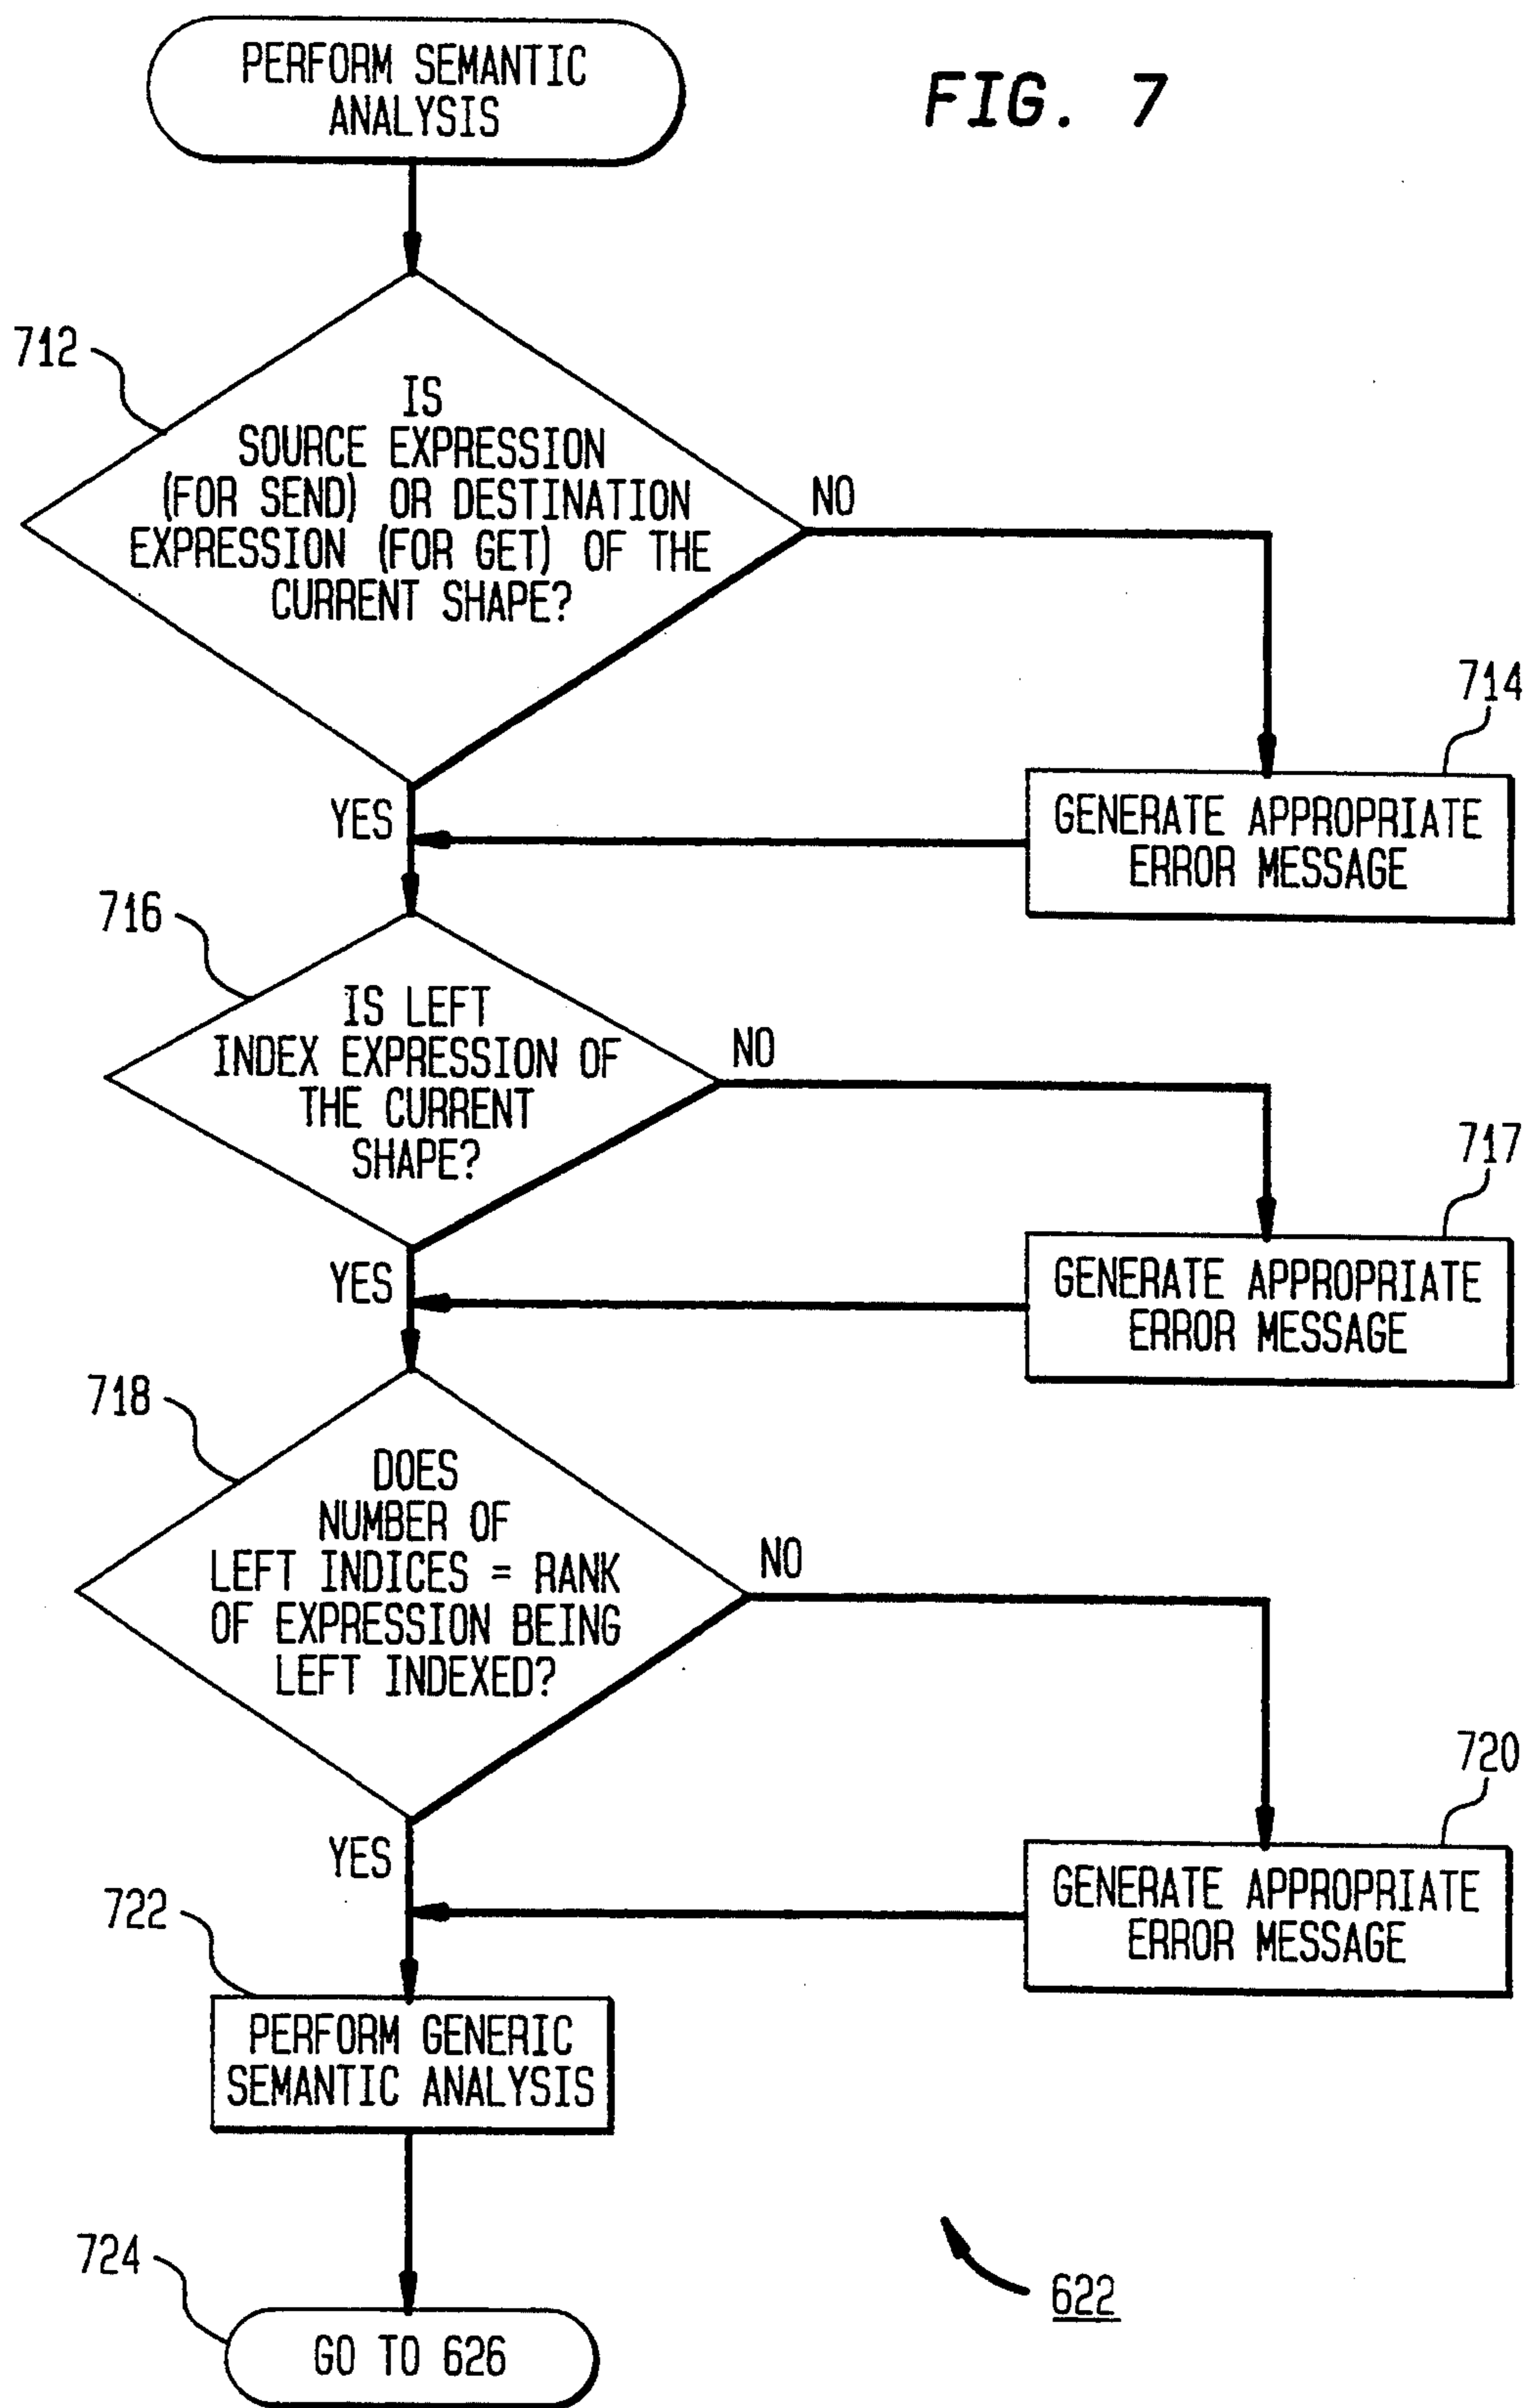 PERFORM SEMANTIC
ANALYSIS
FIG. 7
712
IS
SOURCE EXPRESSION
(FOR SEND) OR DESTINATION
EXPRESSION (FOR GET) OF THE
CURRENT SHAPE?
NO
714
GENERATE APPROPRIATE
ERROR MESSAGE
YES
716
IS LEFT
INDEX EXPRESSION OF
THE CURRENT
SHAPE?
NO
717
GENERATE APPROPRIATE
ERROR MESSAGE
YES
718
DOES
NUMBER OF
LEFT INDICES = RANK
OF EXPRESSION BEING
LEFT INDEXED?
NO
720
GENERATE APPROPRIATE
ERROR MESSAGE
YES
722
PERFORM GENERIC
SEMANTIC ANALYSIS
724
GO TO 626
622